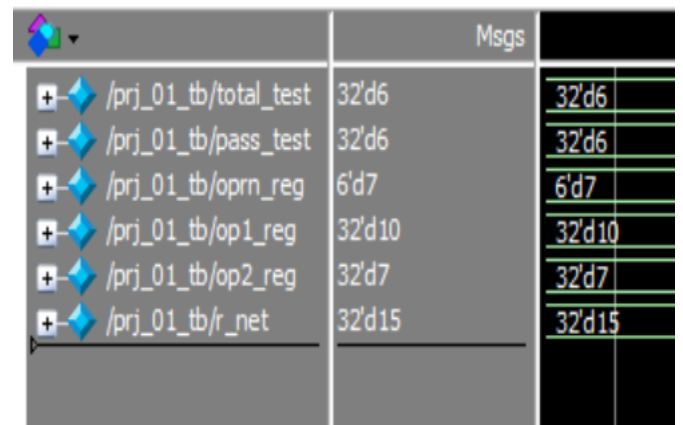 Msgs
/prj_01_tb/total_test 32'd6 32'd6
/prj_01_tb/pass_test 32'd6 32'd6
/prj_01_tb/oprn_reg 6'd7 6'd7
/prj_01_tb/op1_reg 32'd10 32'd10
/prj_01_tb/op2_reg 32'd7 32'd7
/prj_01_tb/r_net 32'd15 32'd15